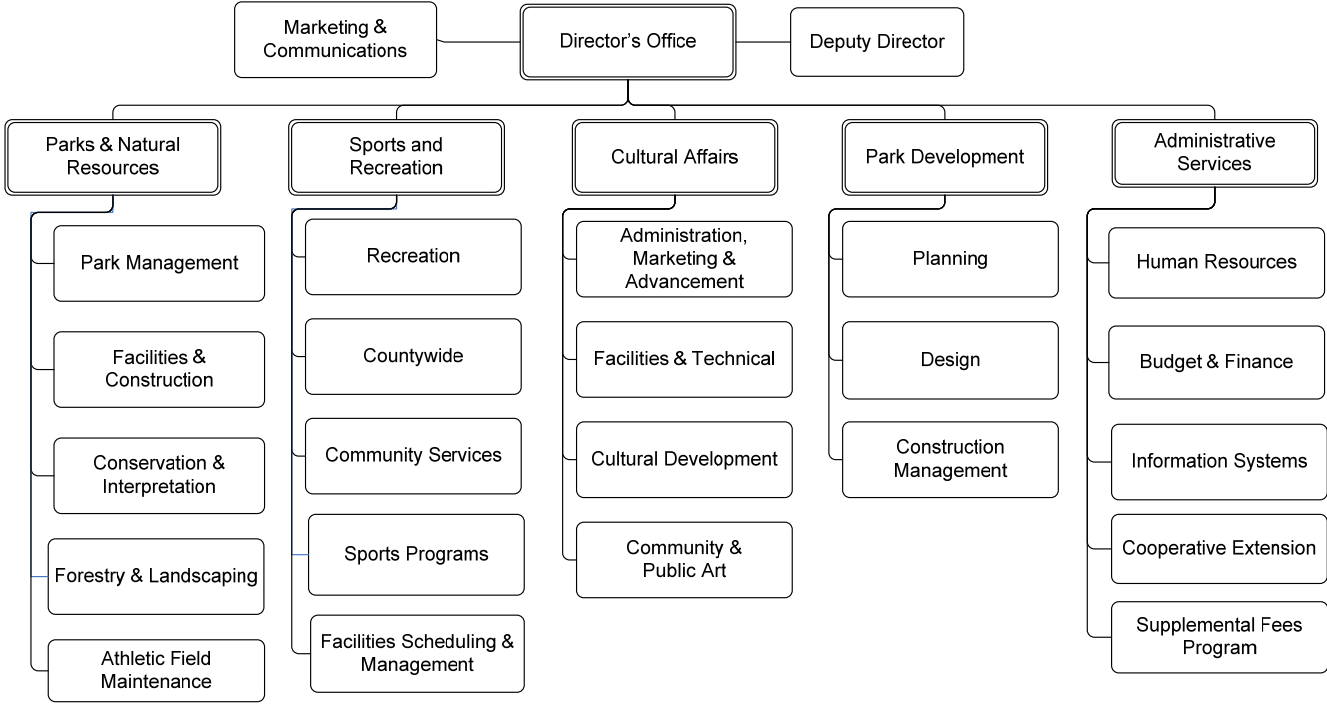 Marketing &
Communications
Director's Office
Deputy Director
Parks & Natural
Resources
Sports and
Recreation
Cultural Affairs
Park Development
Administrative
Services
Park Management
Facilities &
Construction
Conservation &
Interpretation
Forestry & Landscaping
Athletic Field
Maintenance
Recreation
Countywide
Community Services
Sports Programs
Facilities Scheduling &
Management
Administration,
Marketing &
Advancement
Facilities & Technical
Cultural Development
Community &
Public Art
Planning
Design
Construction
Management
Human Resources
Budget & Finance
Information Systems
Cooperative Extension
Supplemental Fees
Program